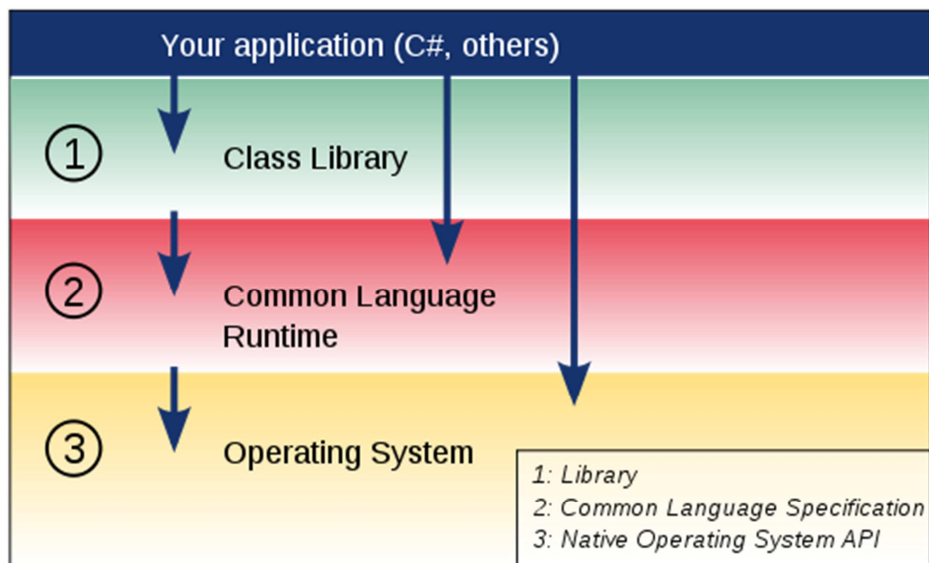 Your application (C#, others)
1
Class Library
2
Common Language
Runtime
3
Operating System
1: Library
2: Common Language Specification
3: Native Operating System API